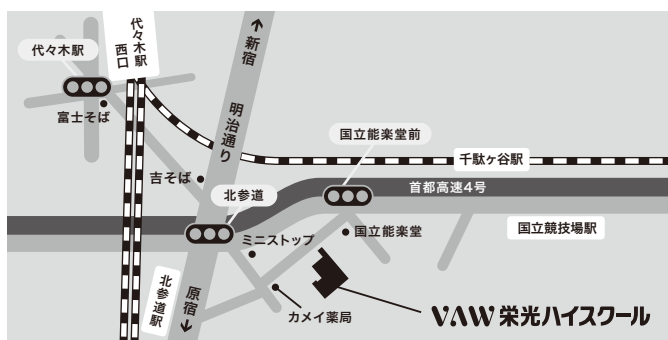 代々木駅
西口
代々木駅
富士そば
↑新宿
明治通り
吉そば
北参道
国立能楽堂前
千駄ヶ谷駅
首都高速4号
国立競技場駅
国立能楽堂
ミニストップ
北参道駅
原宿↓
カメイ薬局
VAW 栄光ハイスクール